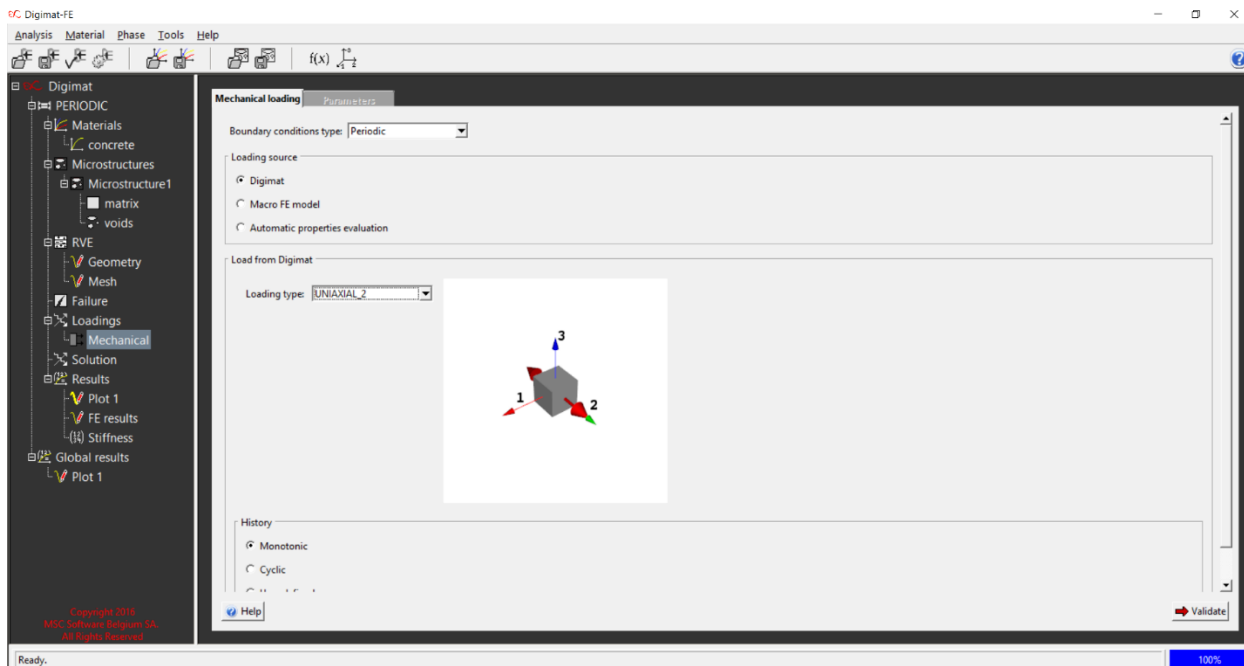 Digimat-FE
Analysis Material Phase Tools Help
f(x)
Digimat
PERIODIC
Materials
concrete
Microstructures
Microstructure1
matrix
voids
RVE
Geometry
Mesh
Failure
Loadings
Mechanical
Solution
Results
Plot 1
FE results
Stiffness
Global results
Plot 1
Copyright 2016
MSC Software Belgium SA
All Rights Reserved
Mechanical loading Parameters
Boundary conditions type: Periodic
Loading source
Digimat
Macro FE model
Automatic properties evaluation
Load from Digimat
Loading type: UNIAXIAL_2
3
1
2
History
Monotonic
Cyclic
Help
Validate
Ready.
100%